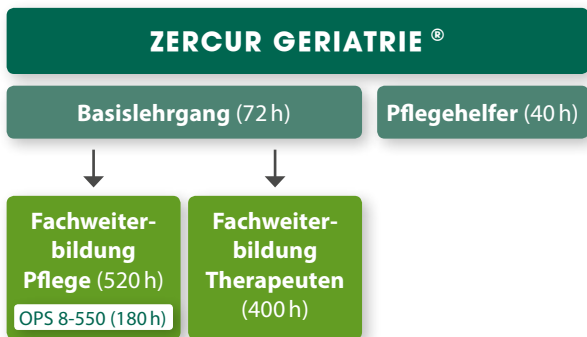 ZERCUR GERIATRIE ®
Basislehrgang (72 h)
Pflegehelfer (40 h)
Fachweiter-
bildung
Pflege (520 h)
OPS 8-550 (180 h)
Fachweiter-
bildung
Therapeuten
(400 h)